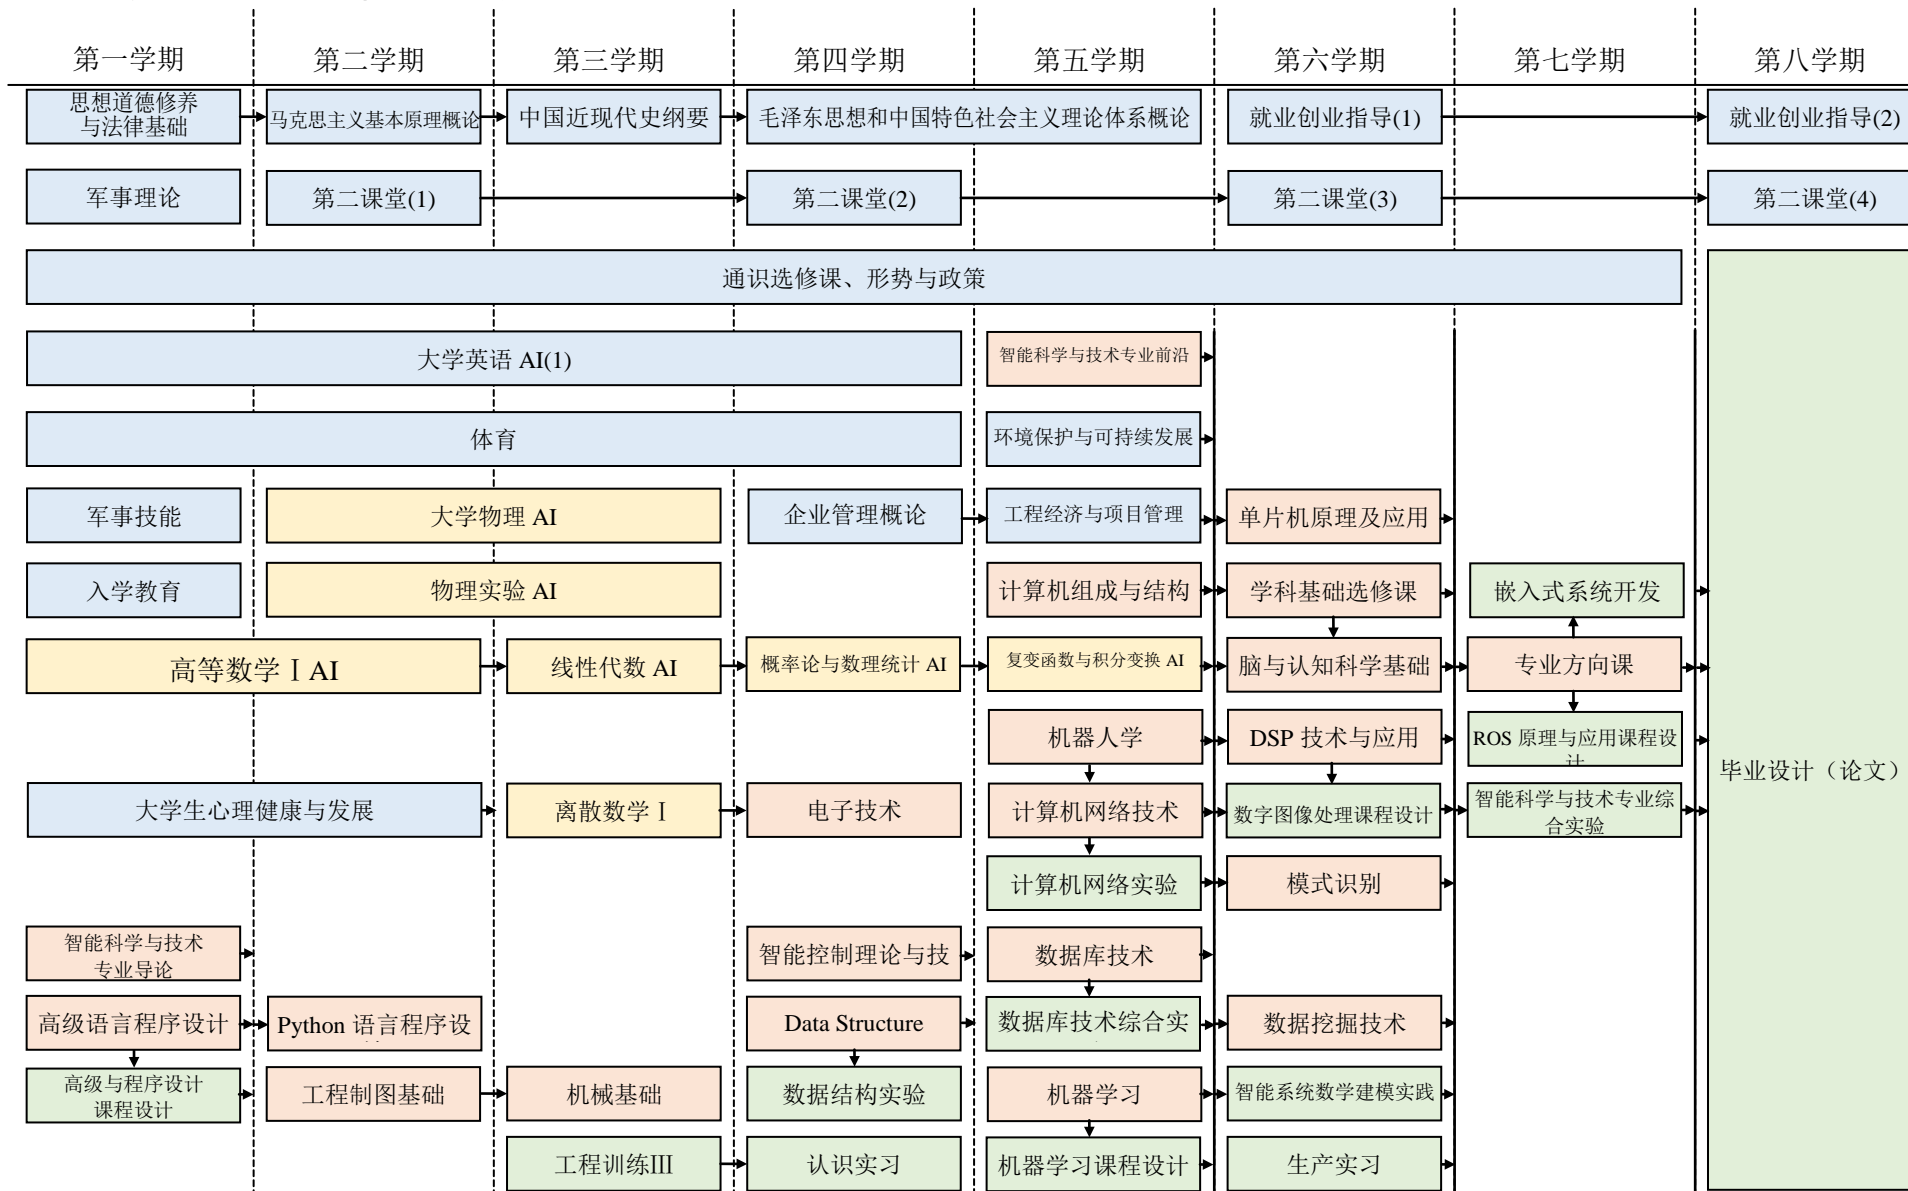 第一学期 第二学期 第三学期 第四学期 第五学期 第六学期 第七学期 第八学期
思想道德修养
与法律基础
马克思主义基本原理概论
中国近现代史纲要
毛泽东思想和中国特色社会主义理论体系概论
就业创业指导(1)
就业创业指导(2)
军事理论
第二课堂(1)
第二课堂(2)
第二课堂(3)
第二课堂(4)
通识选修课、形势与政策
大学英语 AI(1)
智能科学与技术专业前沿
体育
环境保护与可持续发展
军事技能
大学物理 AI
企业管理概论
工程经济与项目管理
单片机原理及应用
入学教育
物理实验 AI
计算机组成与结构
学科基础选修课
嵌入式系统开发
高等数学 Ⅰ AI
线性代数 AI
概率论与数理统计 AI
复变函数与积分变换 AI
脑与认知科学基础
专业方向课
机器人学
DSP 技术与应用
ROS 原理与应用课程设
计
毕业设计（论文）
大学生心理健康与发展
离散数学 Ⅰ
电子技术
计算机网络技术
数字图像处理课程设计
智能科学与技术专业综
合实验
计算机网络实验
模式识别
智能科学与技术
专业导论
智能控制理论与技
数据库技术
高级语言程序设计
Python 语言程序设
Data Structure
数据库技术综合实
数据挖掘技术
高级与程序设计
课程设计
工程制图基础
机械基础
数据结构实验
机器学习
智能系统数学建模实践
工程训练Ⅲ
认识实习
机器学习课程设计
生产实习